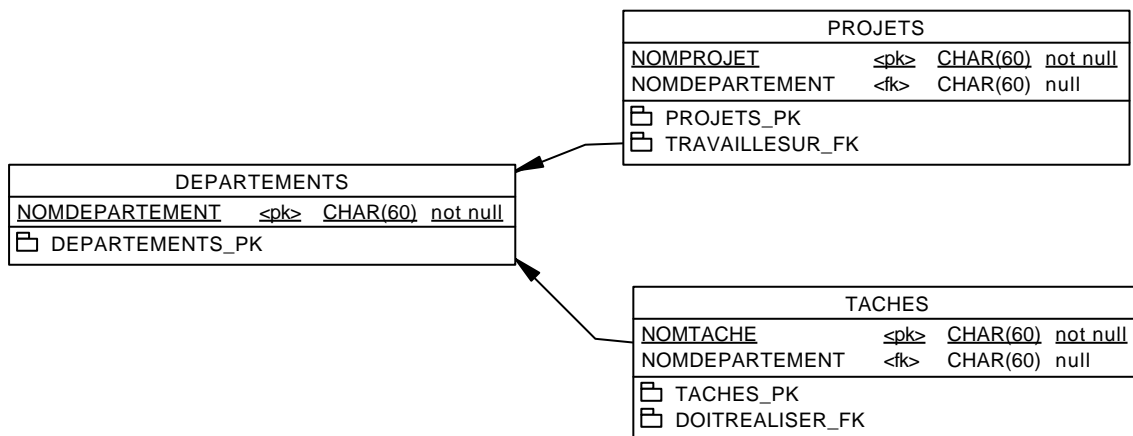 PROJETS
NOMPROJET <pk> CHAR(60) not null
NOMDEPARTEMENT <fk> CHAR(60) null
PROJETS_PK
TRAVAILLESUR_FK
DEPARTEMENTS
NOMDEPARTEMENT <pk> CHAR(60) not null
DEPARTEMENTS_PK
TACHES
NOMTACHE <pk> CHAR(60) not null
NOMDEPARTEMENT <fk> CHAR(60) null
TACHES_PK
DOITREALISER_FK